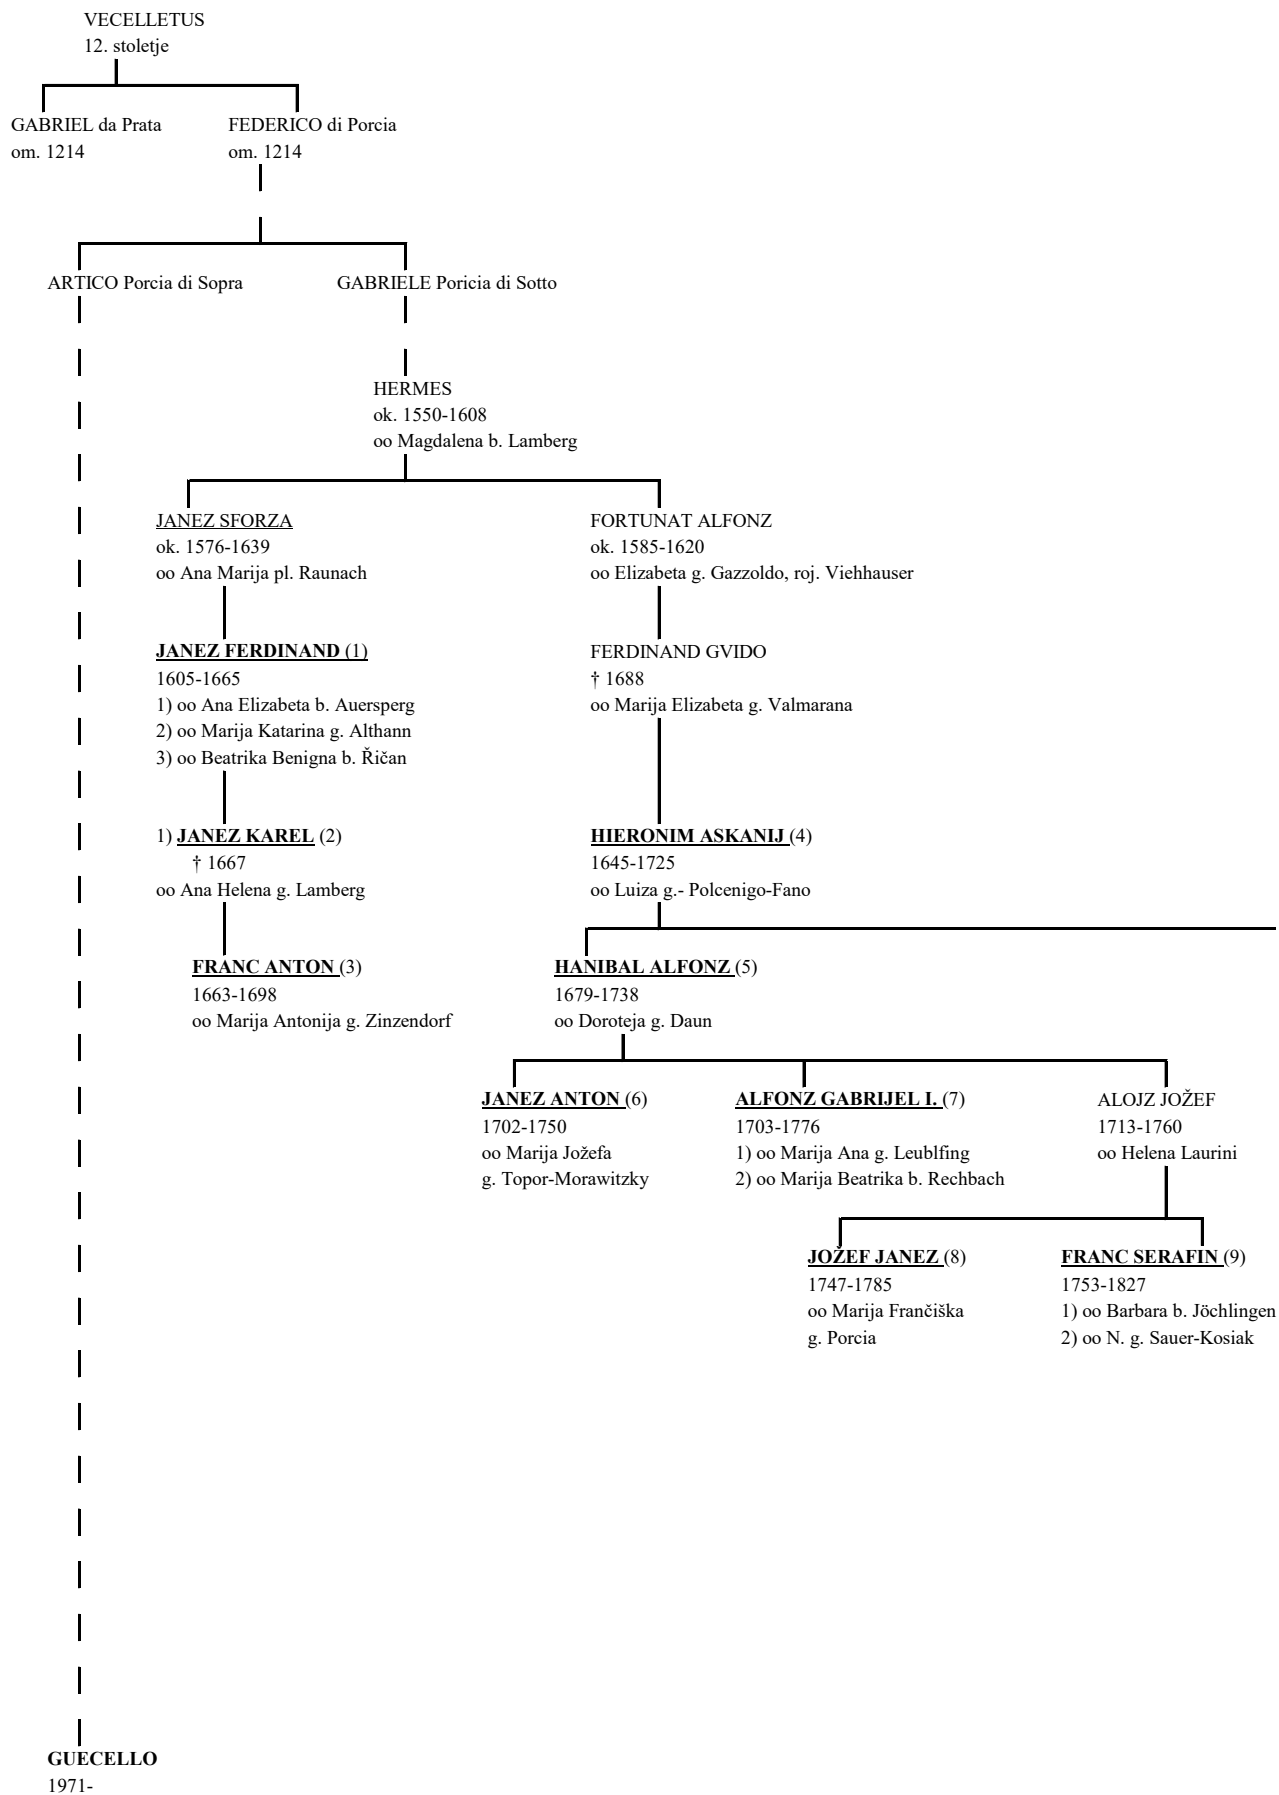 VECELLETUS
12. stoletje
GABRIEL da Prata
om. 1214
FEDERICO di Porcia
om. 1214
ARTICO Porcia di Sopra
GABRIELE Poricia di Sotto
HERMES
ok. 1550-1608
oo Magdalena b. Lamberg
JANEZ SFORZA
ok. 1576-1639
oo Ana Marija pl. Raunach
FORTUNAT ALFONZ
ok. 1585-1620
oo Elizabeta g. Gazzoldo, roj. Viehhauser
JANEZ FERDINAND (1)
1605-1665
1) oo Ana Elizabeta b. Auersperg
2) oo Marija Katarina g. Althann
3) oo Beatrika Benigna b. Řičan
FERDINAND GVIDO
† 1688
oo Marija Elizabeta g. Valmarana
1) JANEZ KAREL (2)
† 1667
oo Ana Helena g. Lamberg
HIERONIM ASKANIJ (4)
1645-1725
oo Luiza g.- Polcenigo-Fano
FRANC ANTON (3)
1663-1698
oo Marija Antonija g. Zinzendorf
HANIBAL ALFONZ (5)
1679-1738
oo Doroteja g. Daun
JANEZ ANTON (6)
1702-1750
oo Marija Jožefa
g. Topor-Morawitzky
ALFONZ GABRIJEL I. (7)
1703-1776
1) oo Marija Ana g. Leublfing
2) oo Marija Beatrika b. Rechbach
ALOJZ JOŽEF
1713-1760
oo Helena Laurini
JOŽEF JANEZ (8)
1747-1785
oo Marija Frančiška
g. Porcia
FRANC SERAFIN (9)
1753-1827
1) oo Barbara b. Jöchlingen
2) oo N. g. Sauer-Kosiak
GUECELLO
1971-